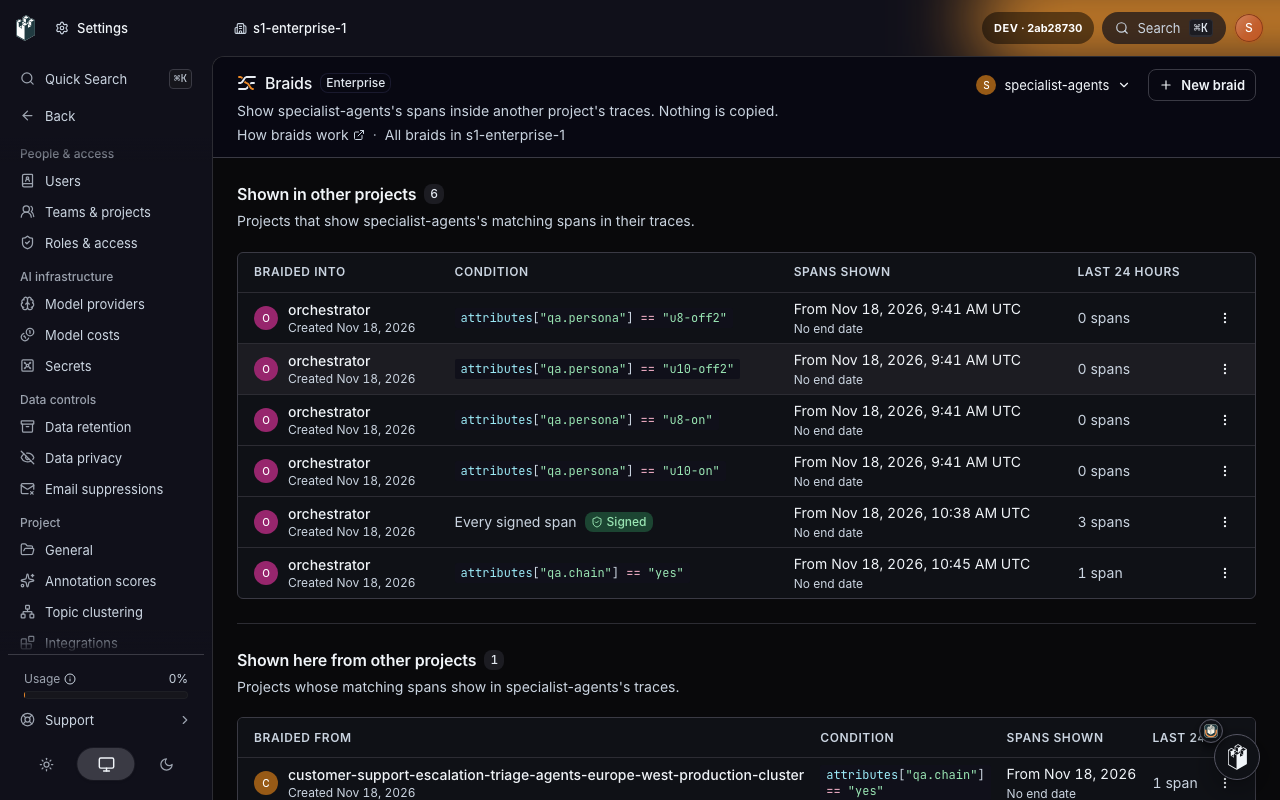 Settings
s1-enterprise-1
DEV · 2ab28730
Search ⌘K
S
Quick Search ⌘K
Back
People & access
Users
Teams & projects
Roles & access
AI infrastructure
Model providers
Model costs
Secrets
Data controls
Data retention
Data privacy
Email suppressions
Project
General
Annotation scores
Topic clustering
Integrations
Usage 0%
Support
Braids Enterprise
S specialist-agents
New braid
Show specialist-agents's spans inside another project's traces. Nothing is copied.
How braids work · All braids in s1-enterprise-1
Shown in other projects 6
Projects that show specialist-agents's matching spans in their traces.
BRAIDED INTO CONDITION SPANS SHOWN LAST 24 HOURS
O orchestrator attributes["qa.persona"] == "u8-off2" From Nov 18, 2026, 9:41 AM UTC 0 spans
Created Nov 18, 2026 No end date
O orchestrator attributes["qa.persona"] == "u10-off2" From Nov 18, 2026, 9:41 AM UTC 0 spans
Created Nov 18, 2026 No end date
O orchestrator attributes["qa.persona"] == "u8-on" From Nov 18, 2026, 9:41 AM UTC 0 spans
Created Nov 18, 2026 No end date
O orchestrator attributes["qa.persona"] == "u10-on" From Nov 18, 2026, 9:41 AM UTC 0 spans
Created Nov 18, 2026 No end date
O orchestrator Every signed span Signed From Nov 18, 2026, 10:38 AM UTC 3 spans
Created Nov 18, 2026 No end date
O orchestrator attributes["qa.chain"] == "yes" From Nov 18, 2026, 10:45 AM UTC 1 span
Created Nov 18, 2026 No end date
Shown here from other projects 1
Projects whose matching spans show in specialist-agents's traces.
BRAIDED FROM CONDITION SPANS SHOWN LAST 24
C customer-support-escalation-triage-agents-europe-west-production-cluster attributes["qa.chain"] From Nov 18, 2026 1 span
Created Nov 18, 2026 == "yes" No end date